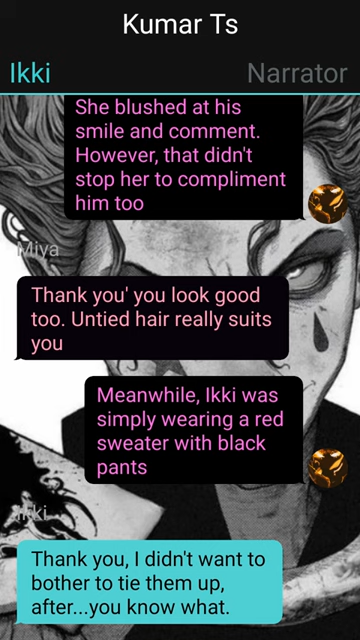 Kumar Ts
Ikki
Narrator
She blushed at his
smile and comment.
However, that didn't
stop her to compliment
him too
Miya
Thank you' you look good
too. Untied hair really suits
you
Meanwhile, Ikki was
simply wearing a red
sweater with black
pants
Ikki
Thank you, I didn't want to
bother to tie them up,
after...you know what.